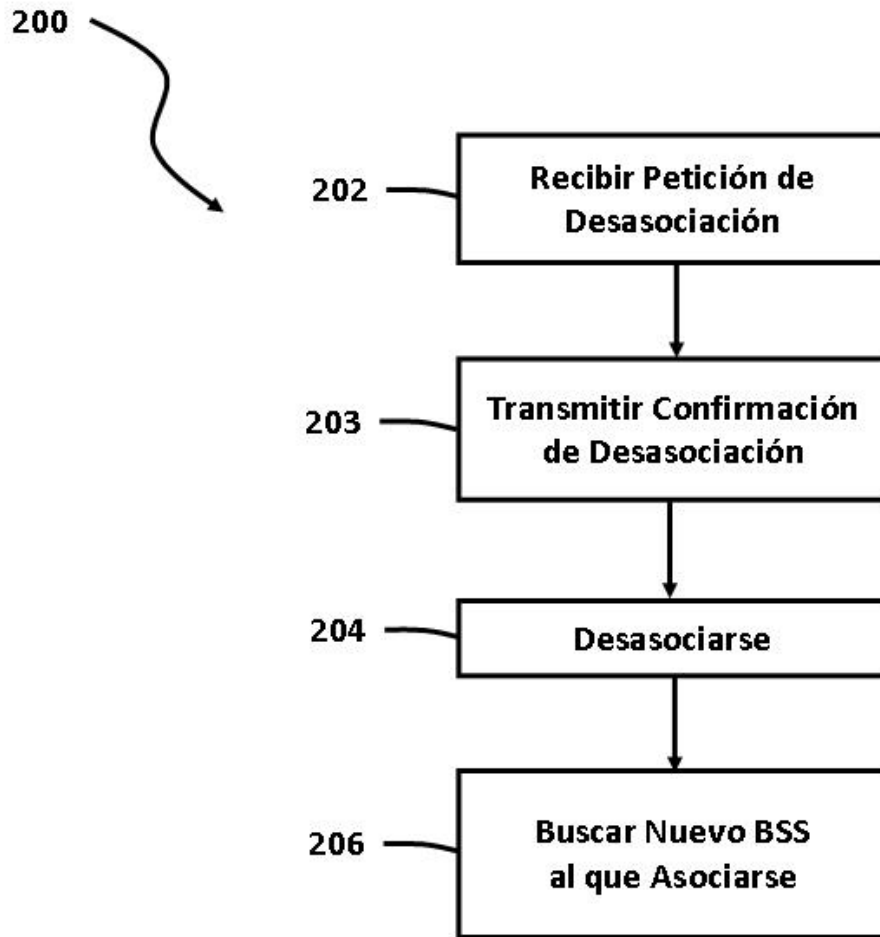 200
202
Recibir Petición de
Desasociación
203
Transmitir Confirmación
de Desasociación
204
Desasociarse
206
Buscar Nuevo BSS
al que Asociarse